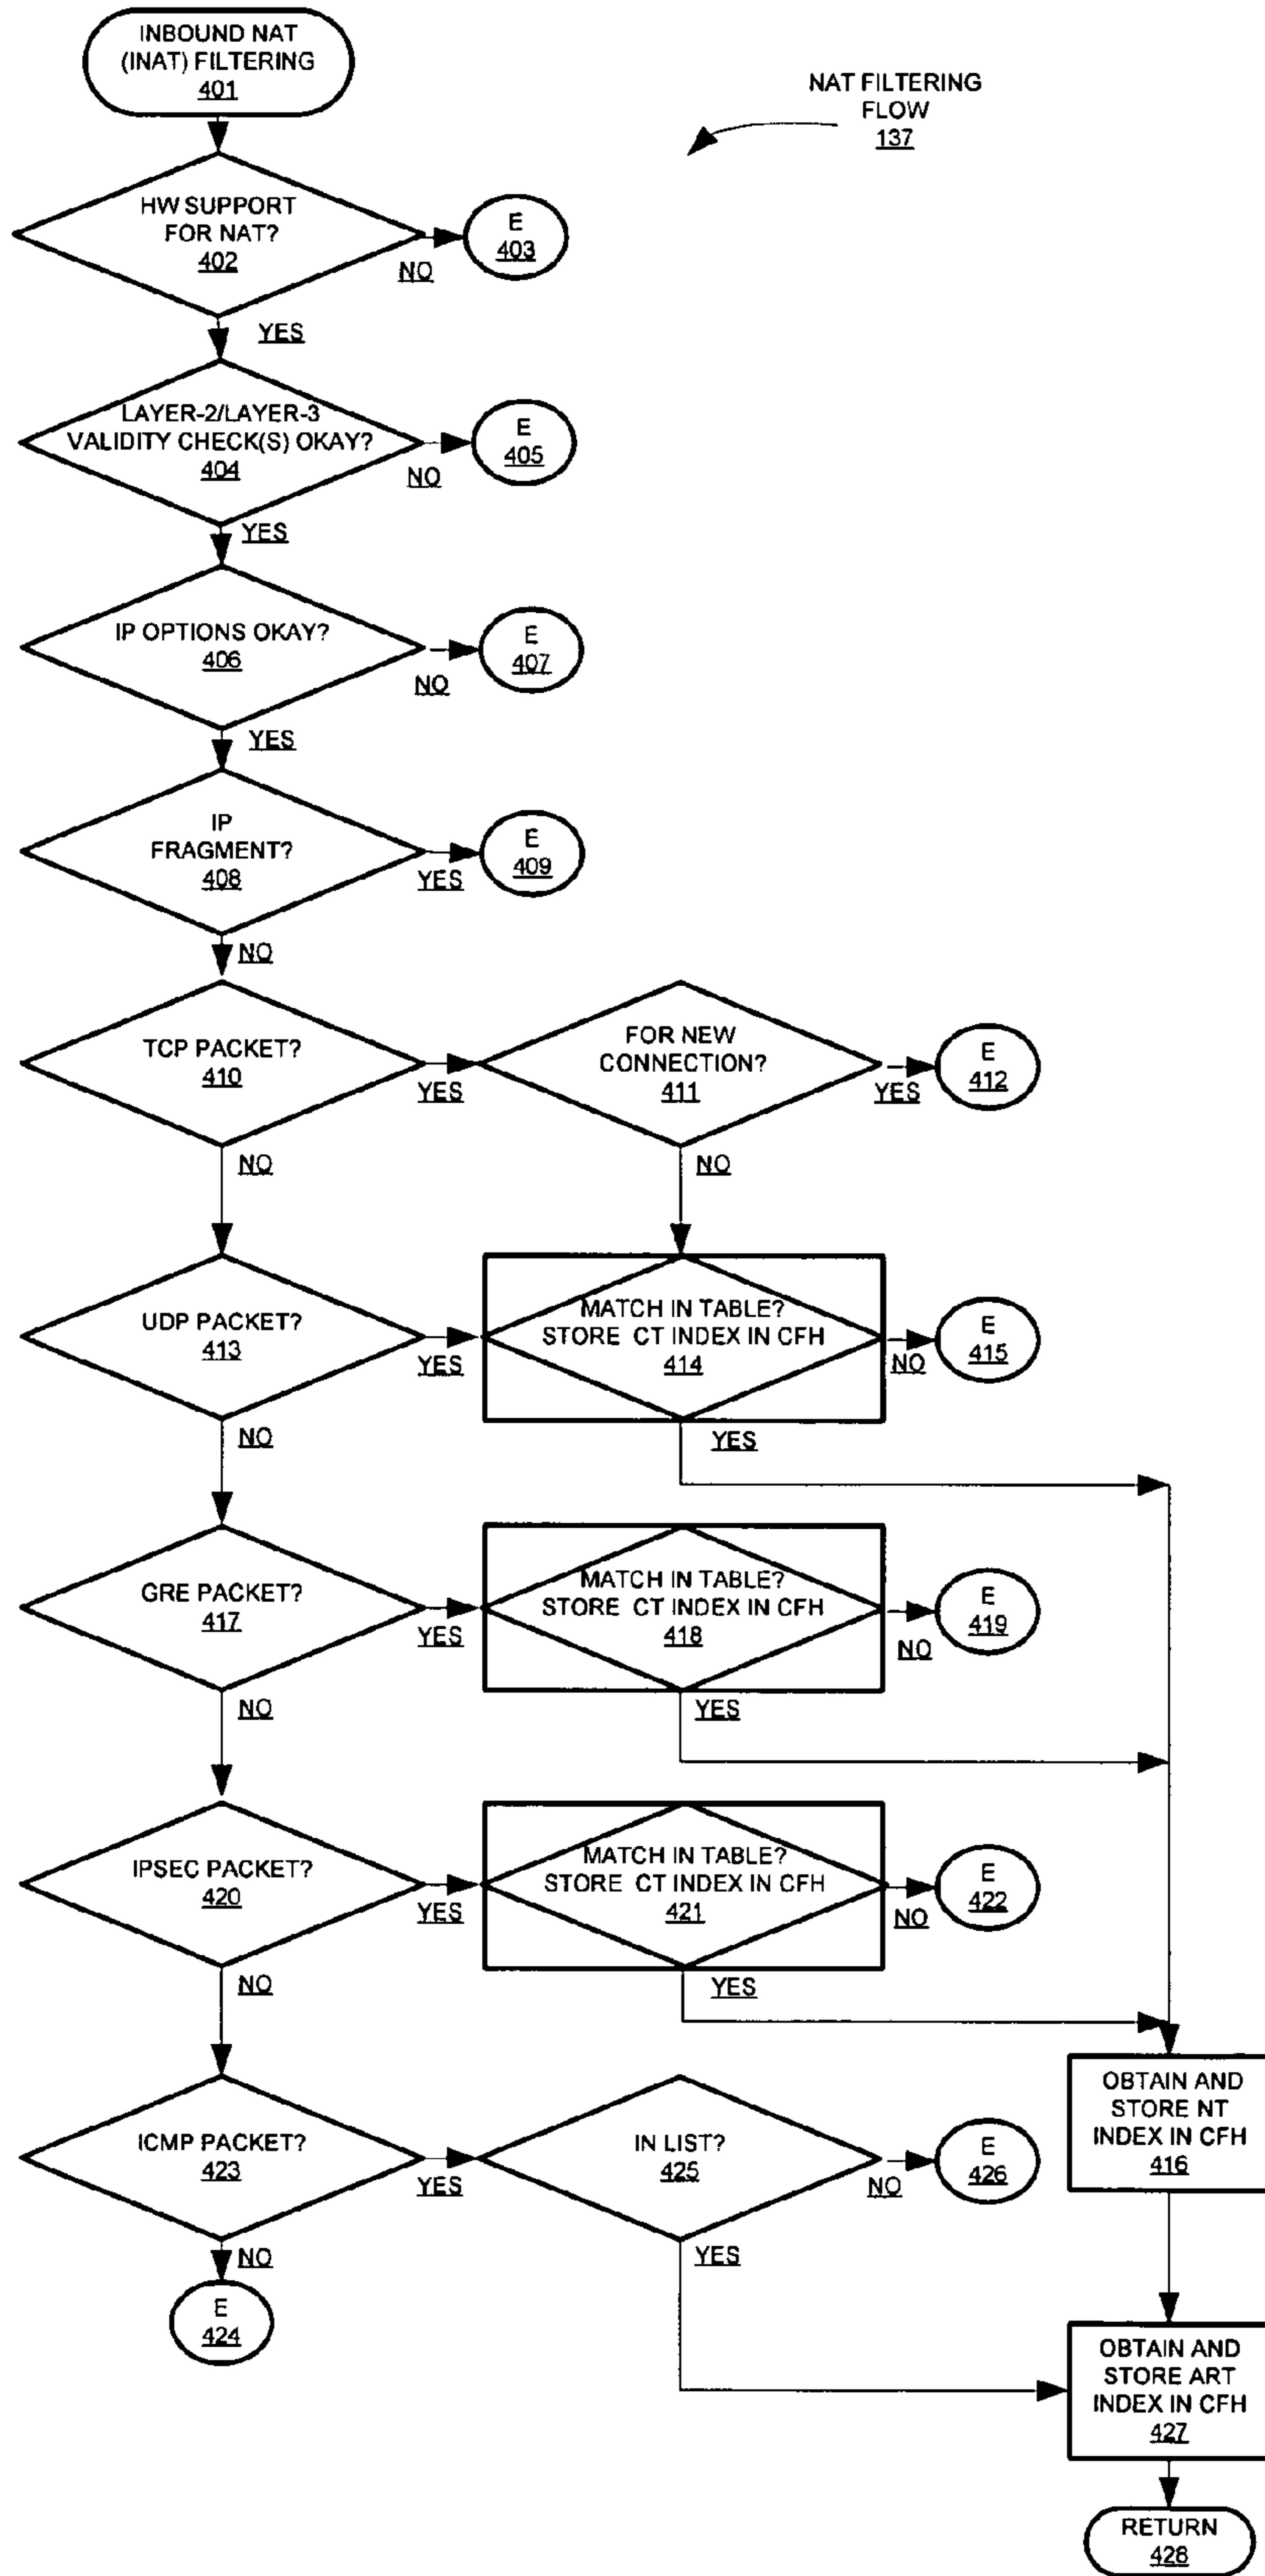 INBOUND NAT
(INAT) FILTERING
401
NAT FILTERING
FLOW
137
HW SUPPORT
FOR NAT?
402
NO
E
403
YES
LAYER-2/LAYER-3
VALIDITY CHECK(S) OKAY?
404
NO
E
405
YES
IP OPTIONS OKAY?
406
NO
E
407
YES
IP
FRAGMENT?
408
YES
E
409
NO
TCP PACKET?
410
YES
FOR NEW
CONNECTION?
411
YES
E
412
NO
NO
UDP PACKET?
413
YES
MATCH IN TABLE?
STORE CT INDEX IN CFH
414
NO
E
415
NO
YES
GRE PACKET?
417
YES
MATCH IN TABLE?
STORE CT INDEX IN CFH
418
NO
E
419
NO
YES
IPSEC PACKET?
420
YES
MATCH IN TABLE?
STORE CT INDEX IN CFH
421
NO
E
422
NO
YES
OBTAIN AND
STORE NT
INDEX IN CFH
416
ICMP PACKET?
423
YES
IN LIST?
425
NO
E
426
NO
YES
E
424
OBTAIN AND
STORE ART
INDEX IN CFH
427
RETURN
428